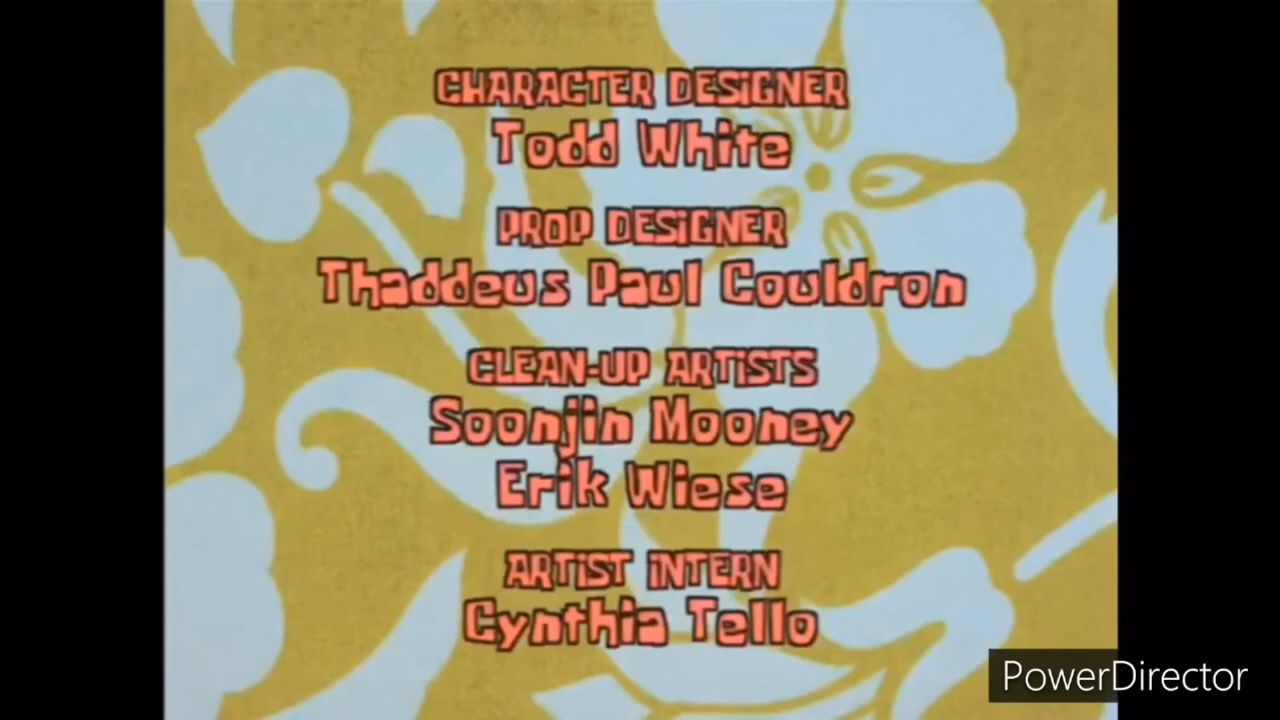 CHARACTER DESiGNER
Todd White
PROP DESiGNER
Thaddeus Paul Couldron
CLEAN-UP ARTiSTS
Soonjin Mooney
Erik Wiese
ARTiST iNTERN
Cynthia Tello
PowerDirector